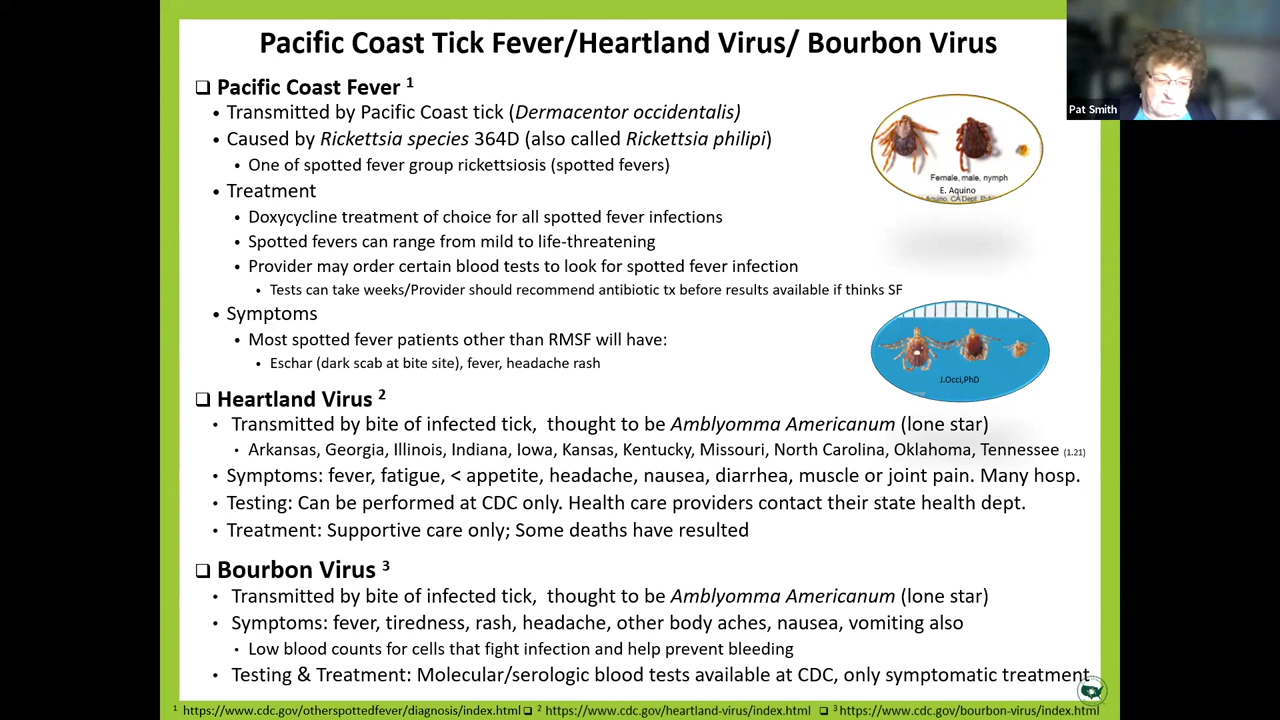 Pacific Coast Tick Fever/Heartland Virus/ Bourbon Virus
Pat Smith
❑ Pacific Coast Fever 1
• Transmitted by Pacific Coast tick (Dermacentor occidentalis)
• Caused by Rickettsia species 364D (also called Rickettsia philipi)
• One of spotted fever group rickettsiosis (spotted fevers)
• Treatment
• Doxycycline treatment of choice for all spotted fever infections
• Spotted fevers can range from mild to life-threatening
• Provider may order certain blood tests to look for spotted fever infection
• Tests can take weeks/Provider should recommend antibiotic tx before results available if thinks SF
• Symptoms
• Most spotted fever patients other than RMSF will have:
• Eschar (dark scab at bite site), fever, headache rash
Female, male, nymph
E. Aquino
Aquino, CA Dept.
J.Occi,PhD
❑ Heartland Virus 2
• Transmitted by bite of infected tick, thought to be Amblyomma Americanum (lone star)
• Arkansas, Georgia, Illinois, Indiana, Iowa, Kansas, Kentucky, Missouri, North Carolina, Oklahoma, Tennessee (1.21)
• Symptoms: fever, fatigue, < appetite, headache, nausea, diarrhea, muscle or joint pain. Many hosp.
• Testing: Can be performed at CDC only. Health care providers contact their state health dept.
• Treatment: Supportive care only; Some deaths have resulted
❑ Bourbon Virus 3
• Transmitted by bite of infected tick, thought to be Amblyomma Americanum (lone star)
• Symptoms: fever, tiredness, rash, headache, other body aches, nausea, vomiting also
• Low blood counts for cells that fight infection and help prevent bleeding
• Testing & Treatment: Molecular/serologic blood tests available at CDC, only symptomatic treatment
1 https://www.cdc.gov/otherspottedfever/diagnosis/index.html ❑ 2 https://www.cdc.gov/heartland-virus/index.html ❑ 3 https://www.cdc.gov/bourbon-virus/index.html